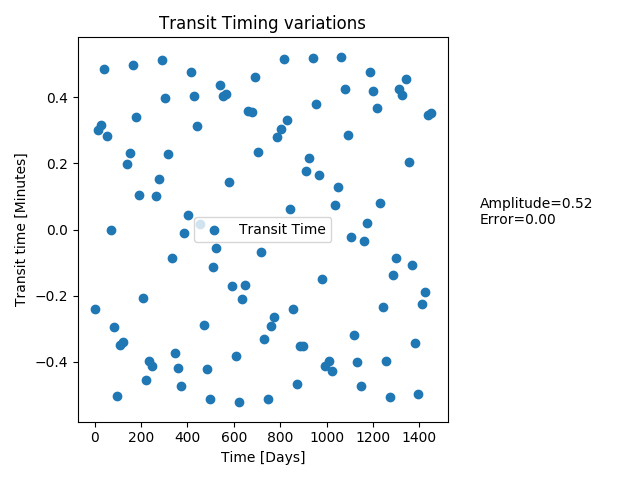 Transit Timing variations
Transit time [Minutes]
0.4
0.2
0.0
−0.2
−0.4
Transit Time
Amplitude=0.52
Error=0.00
0 200 400 600 800 1000 1200 1400
Time [Days]